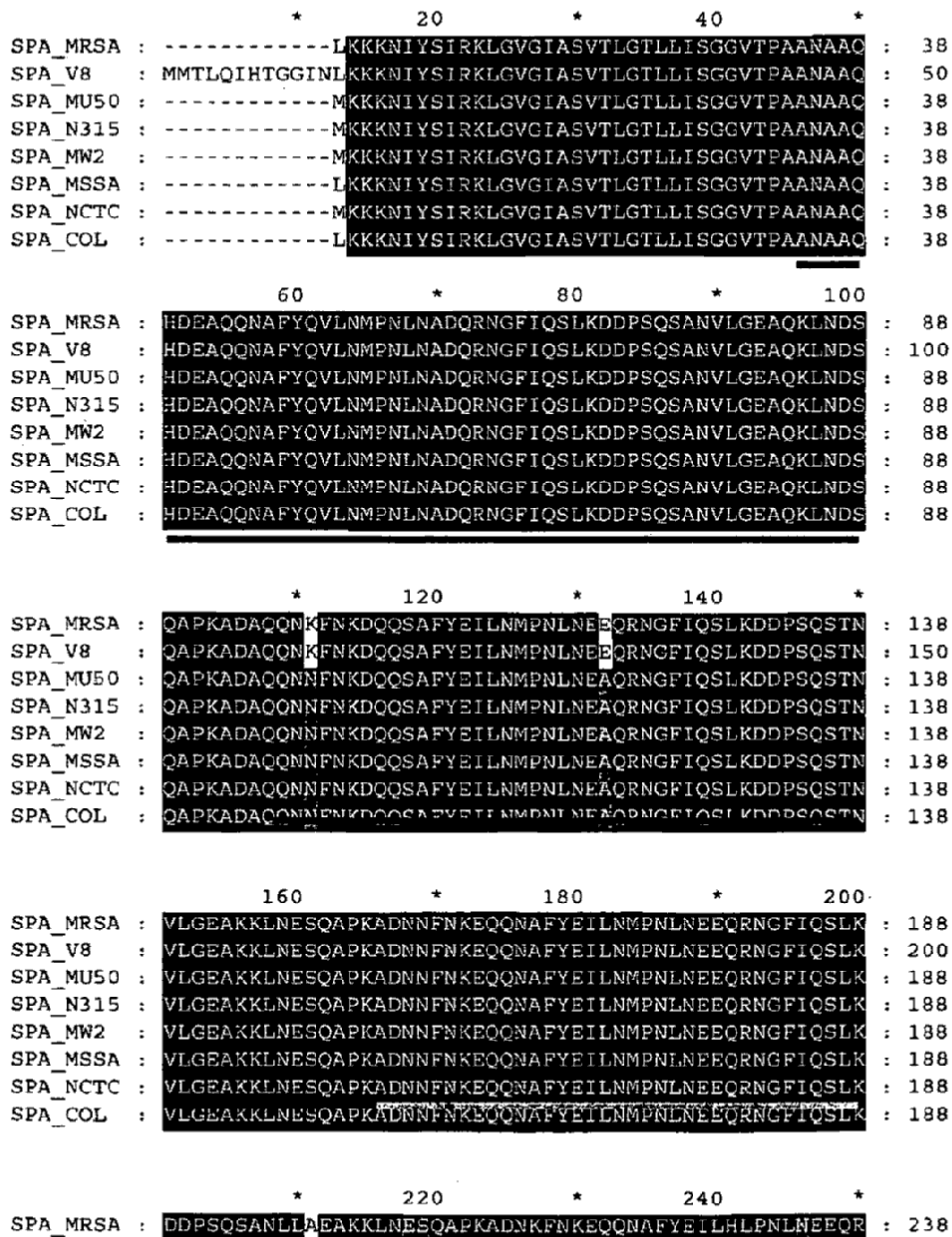 * 20 * 40 *
SPA_MRSA : ------------LKKKNIYSIRKLGVGIASVTLGTLLISGGVTPAANAAQ : 38
SPA_V8 : MMTLQIHTGGINLKKKNIYSIRKLGVGIASVTLGTLLISGGVTPAANAAQ : 50
SPA_MU50 : ------------MKKKNIYSIRKLGVGIASVTLGTLLISGGVTPAANAAQ : 38
SPA_N315 : ------------MKKKNIYSIRKLGVGIASVTLGTLLISGGVTPAANAAQ : 38
SPA_MW2 : ------------MKKKNIYSIRKLGVGIASVTLGTLLISGGVTPAANAAQ : 38
SPA_MSSA : ------------LKKKNIYSIRKLGVGIASVTLGTLLISGGVTPAANAAQ : 38
SPA_NCTC : ------------MKKKNIYSIRKLGVGIASVTLGTLLISGGVTPAANAAQ : 38
SPA_COL : ------------LKKKNIYSIRKLGVGIASVTLGTLLISGGVTPAANAAQ : 38
60 * 80 * 100
SPA_MRSA : HDEAQQNAFYQVLNMPNLNADQRNGFIQSLKDDPSQSANVLGEAQKLNDS : 88
SPA_V8 : HDEAQQNAFYQVLNMPNLNADQRNGFIQSLKDDPSQSANVLGEAQKLNDS : 100
SPA_MU50 : HDEAQQNAFYQVLNMPNLNADQRNGFIQSLKDDPSQSANVLGEAQKLNDS : 88
SPA_N315 : HDEAQQNAFYQVLNMPNLNADQRNGFIQSLKDDPSQSANVLGEAQKLNDS : 88
SPA_MW2 : HDEAQQNAFYQVLNMPNLNADQRNGFIQSLKDDPSQSANVLGEAQKLNDS : 88
SPA_MSSA : HDEAQQNAFYQVLNMPNLNADQRNGFIQSLKDDPSQSANVLGEAQKLNDS : 88
SPA_NCTC : HDEAQQNAFYQVLNMPNLNADQRNGFIQSLKDDPSQSANVLGEAQKLNDS : 88
SPA_COL : HDEAQQNAFYQVLNMPNLNADQRNGFIQSLKDDPSQSANVLGEAQKLNDS : 88
* 120 * 140 *
SPA_MRSA : QAPKADAQQNKFNKDQQSAFYEILNMPNLNEEQRNGFIQSLKDDPSQSTN : 138
SPA_V8 : QAPKADAQQNKFNKDQQSAFYEILNMPNLNEEQRNGFIQSLKDDPSQSTN : 150
SPA_MU50 : QAPKADAQQNNFNKDQQSAFYEILNMPNLNEAQRNGFIQSLKDDPSQSTN : 138
SPA_N315 : QAPKADAQQNNFNKDQQSAFYEILNMPNLNEAQRNGFIQSLKDDPSQSTN : 138
SPA_MW2 : QAPKADAQQNNFNKDQQSAFYEILNMPNLNEAQRNGFIQSLKDDPSQSTN : 138
SPA_MSSA : QAPKADAQQNNFNKDQQSAFYEILNMPNLNEAQRNGFIQSLKDDPSQSTN : 138
SPA_NCTC : QAPKADAQQNNFNKDQQSAFYEILNMPNLNEAQRNGFIQSLKDDPSQSTN : 138
SPA_COL : QAPKADAQQNNFNKDQQSAFYEILNMPNLNEAQRNGFIQSLKDDPSQSTN : 138
160 * 180 * 200
SPA_MRSA : VLGEAKKLNESQAPKADNNFNKEQQNAFYEILNMPNLNEEQRNGFIQSLK : 188
SPA_V8 : VLGEAKKLNESQAPKADNNFNKEQQNAFYEILNMPNLNEEQRNGFIQSLK : 200
SPA_MU50 : VLGEAKKLNESQAPKADNNFNKEQQNAFYEILNMPNLNEEQRNGFIQSLK : 188
SPA_N315 : VLGEAKKLNESQAPKADNNFNKEQQNAFYEILNMPNLNEEQRNGFIQSLK : 188
SPA_MW2 : VLGEAKKLNESQAPKADNNFNKEQQNAFYEILNMPNLNEEQRNGFIQSLK : 188
SPA_MSSA : VLGEAKKLNESQAPKADNNFNKEQQNAFYEILNMPNLNEEQRNGFIQSLK : 188
SPA_NCTC : VLGEAKKLNESQAPKADNNFNKEQQNAFYEILNMPNLNEEQRNGFIQSLK : 188
SPA_COL : VLGEAKKLNESQAPKADNNFNKEQQNAFYEILNMPNLNEEQRNGFIQSLK : 188
* 220 * 240 *
SPA_MRSA : DDPSQSANLLAEAKKLNESQAPKADNKFNKEQQNAFYEILHLPNLNEEQR : 238